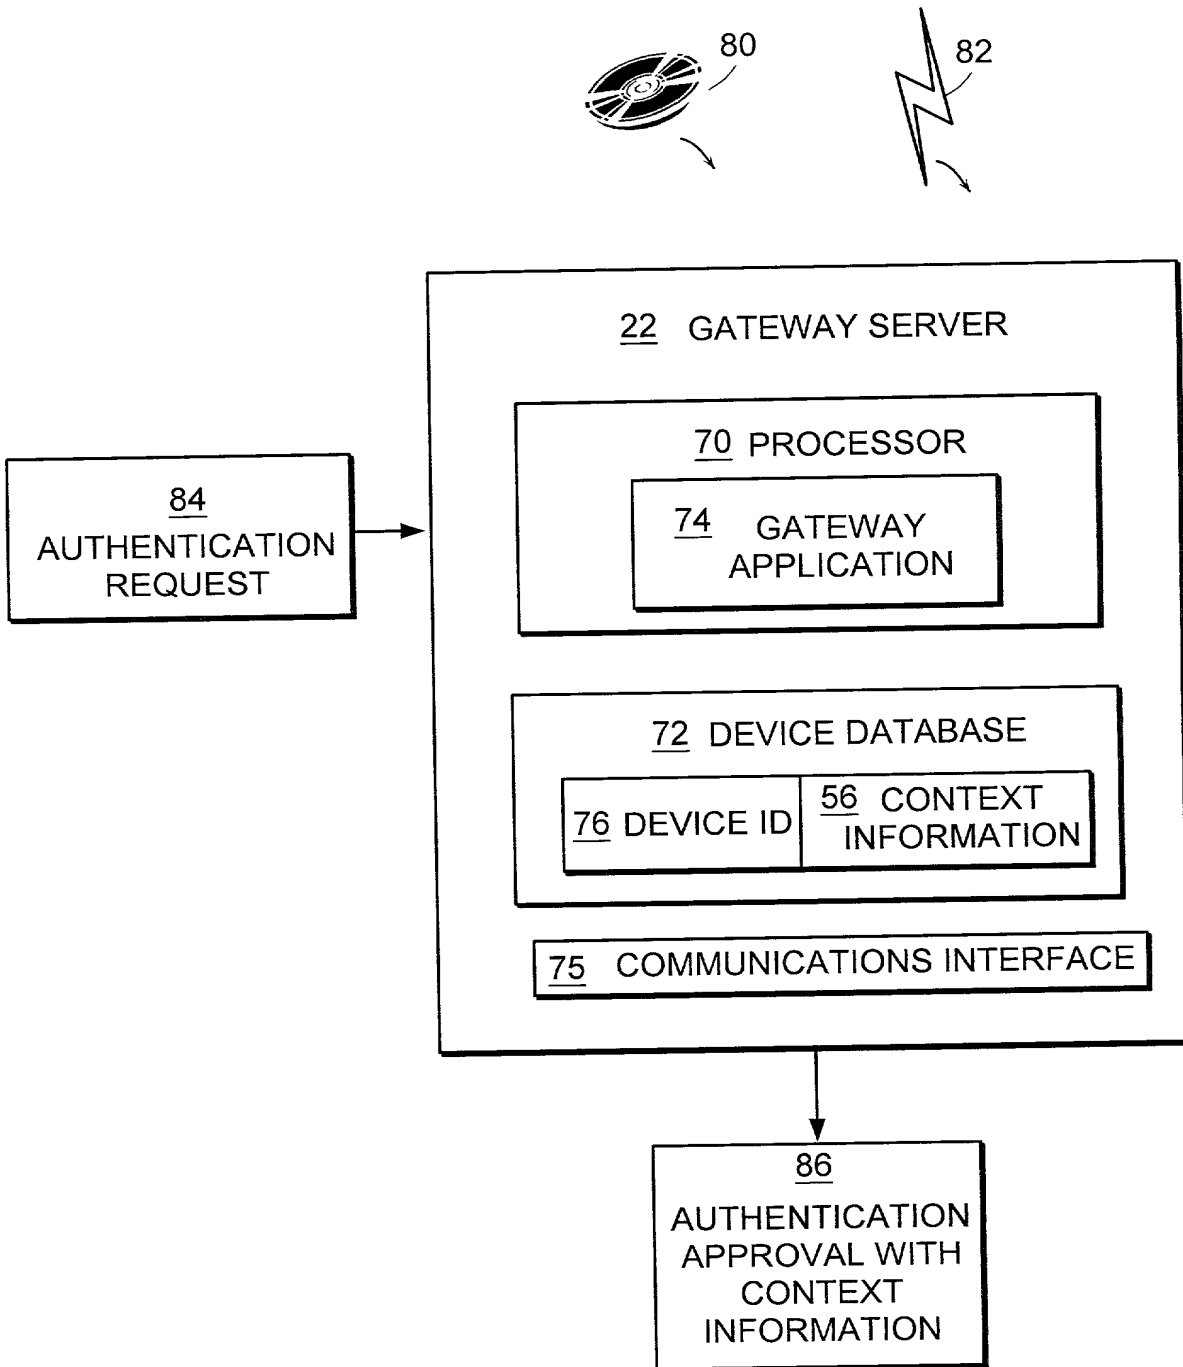 80
82
22 GATEWAY SERVER
70 PROCESSOR
74 GATEWAY
APPLICATION
84
AUTHENTICATION
REQUEST
72 DEVICE DATABASE
76 DEVICE ID
56 CONTEXT
INFORMATION
75 COMMUNICATIONS INTERFACE
86
AUTHENTICATION
APPROVAL WITH
CONTEXT
INFORMATION